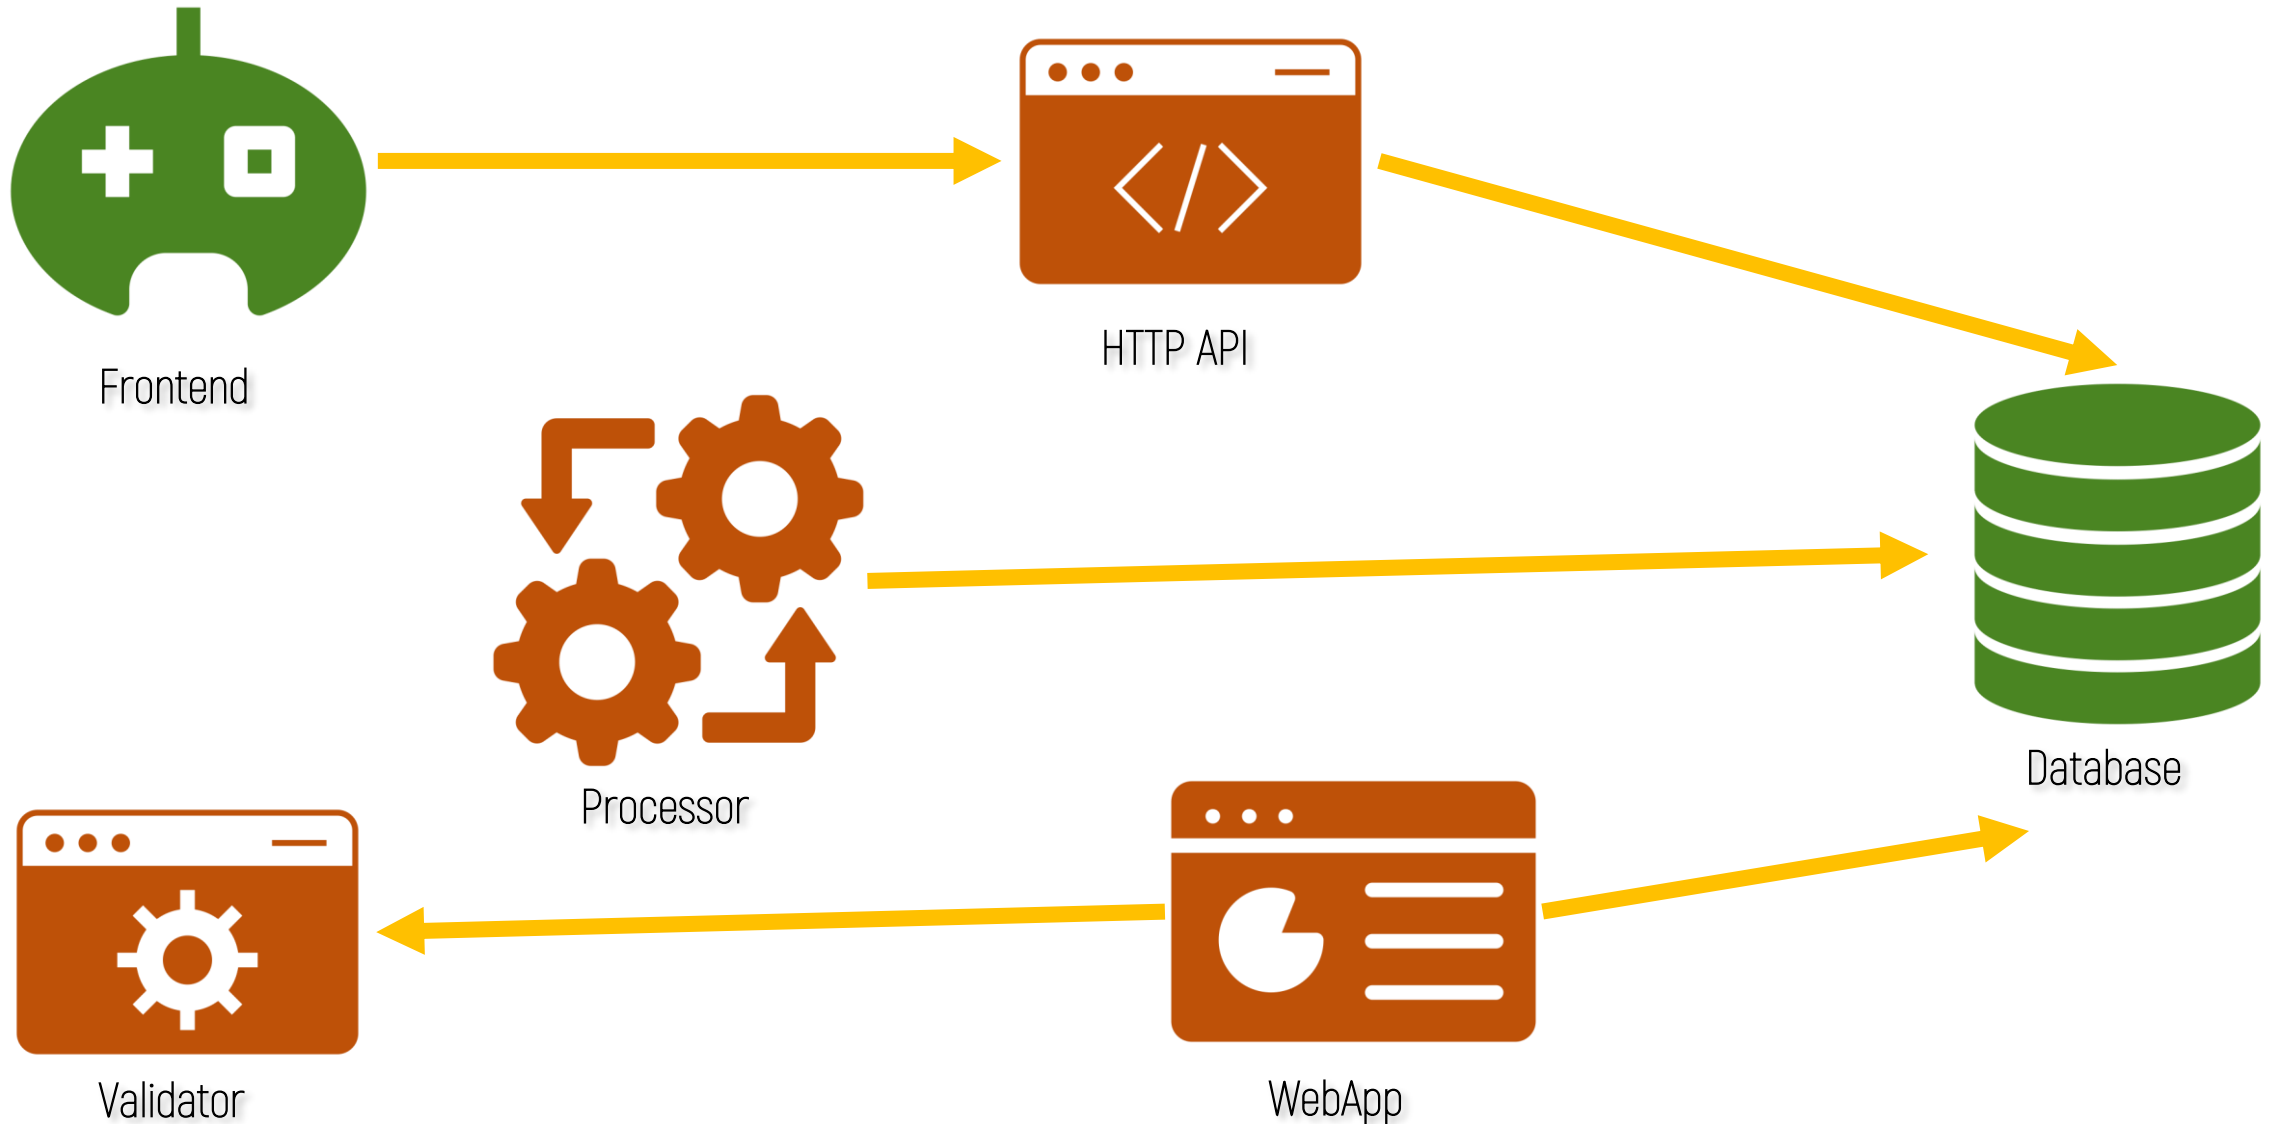 HTTP API
Frontend
Database
Processor
WebApp
Validator